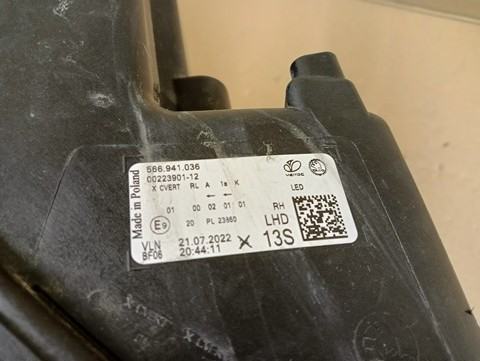 566.941.036
00223901-12
X CVERT RL A 1a K
← ←
01 00 02 01 01
E9
20 PL 23860
VLN
BF06
21.07.2022
20:44:11
X
13S
LED
RH
LHD
Made in Poland